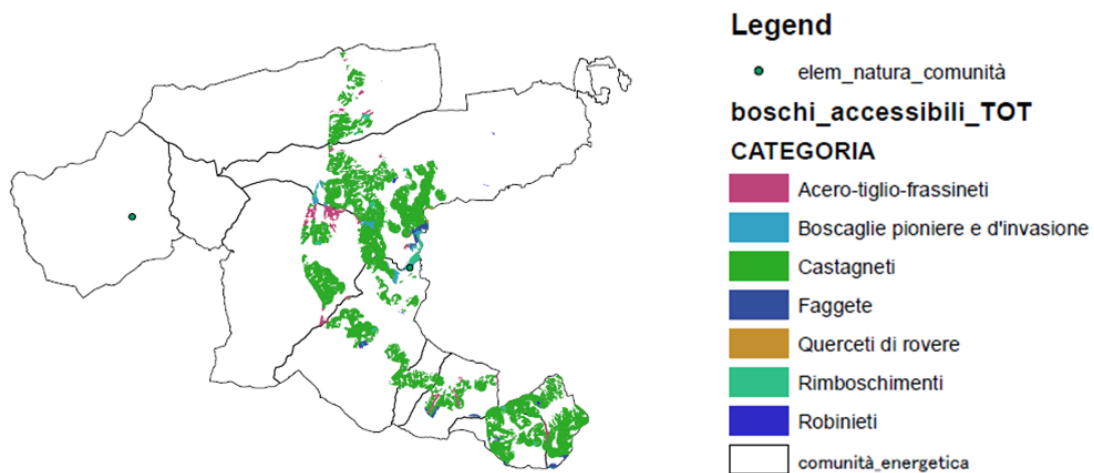 Legend
elem_natura_comunità
boschi_accessibili_TOT
CATEGORIA
Acero-tiglio-frassineti
Boscaglie pioniere e d'invasione
Castagneti
Faggete
Querceti di rovere
Rimboschimenti
Robinieti
comunità_energetica